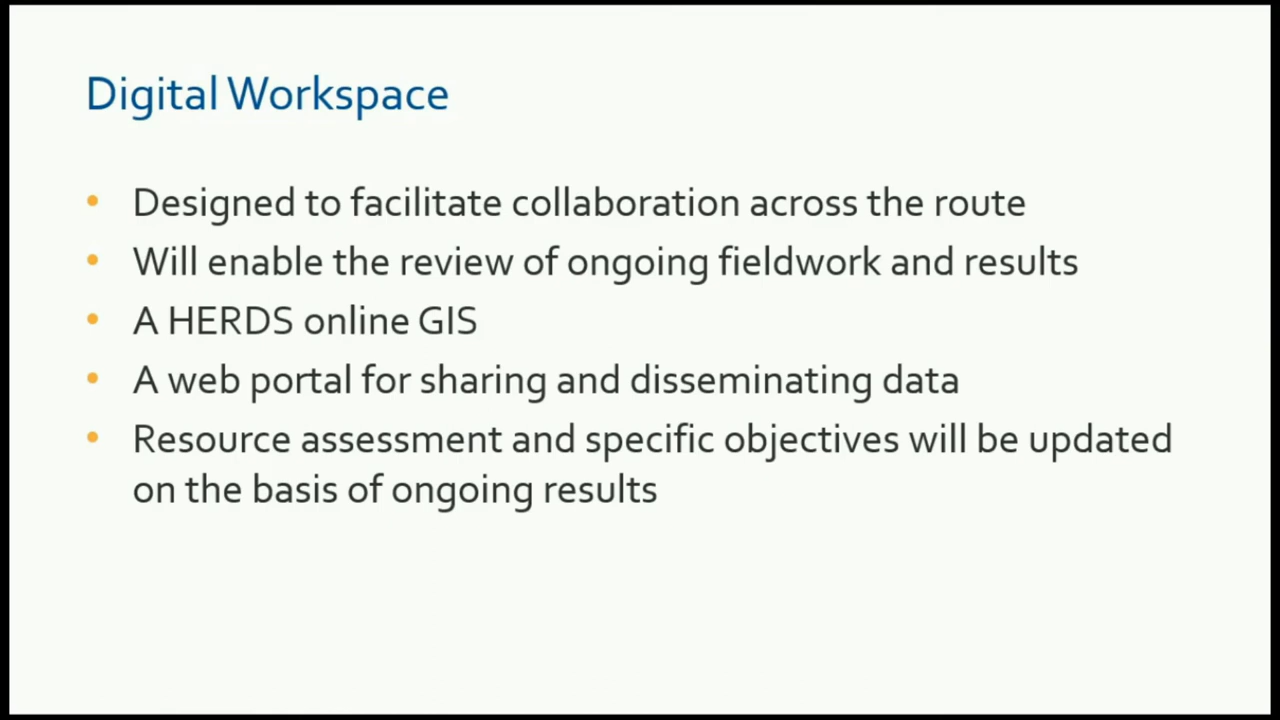 Digital Workspace
• Designed to facilitate collaboration across the route
• Will enable the review of ongoing fieldwork and results
• A HERDS online GIS
• A web portal for sharing and disseminating data
• Resource assessment and specific objectives will be updated
on the basis of ongoing results